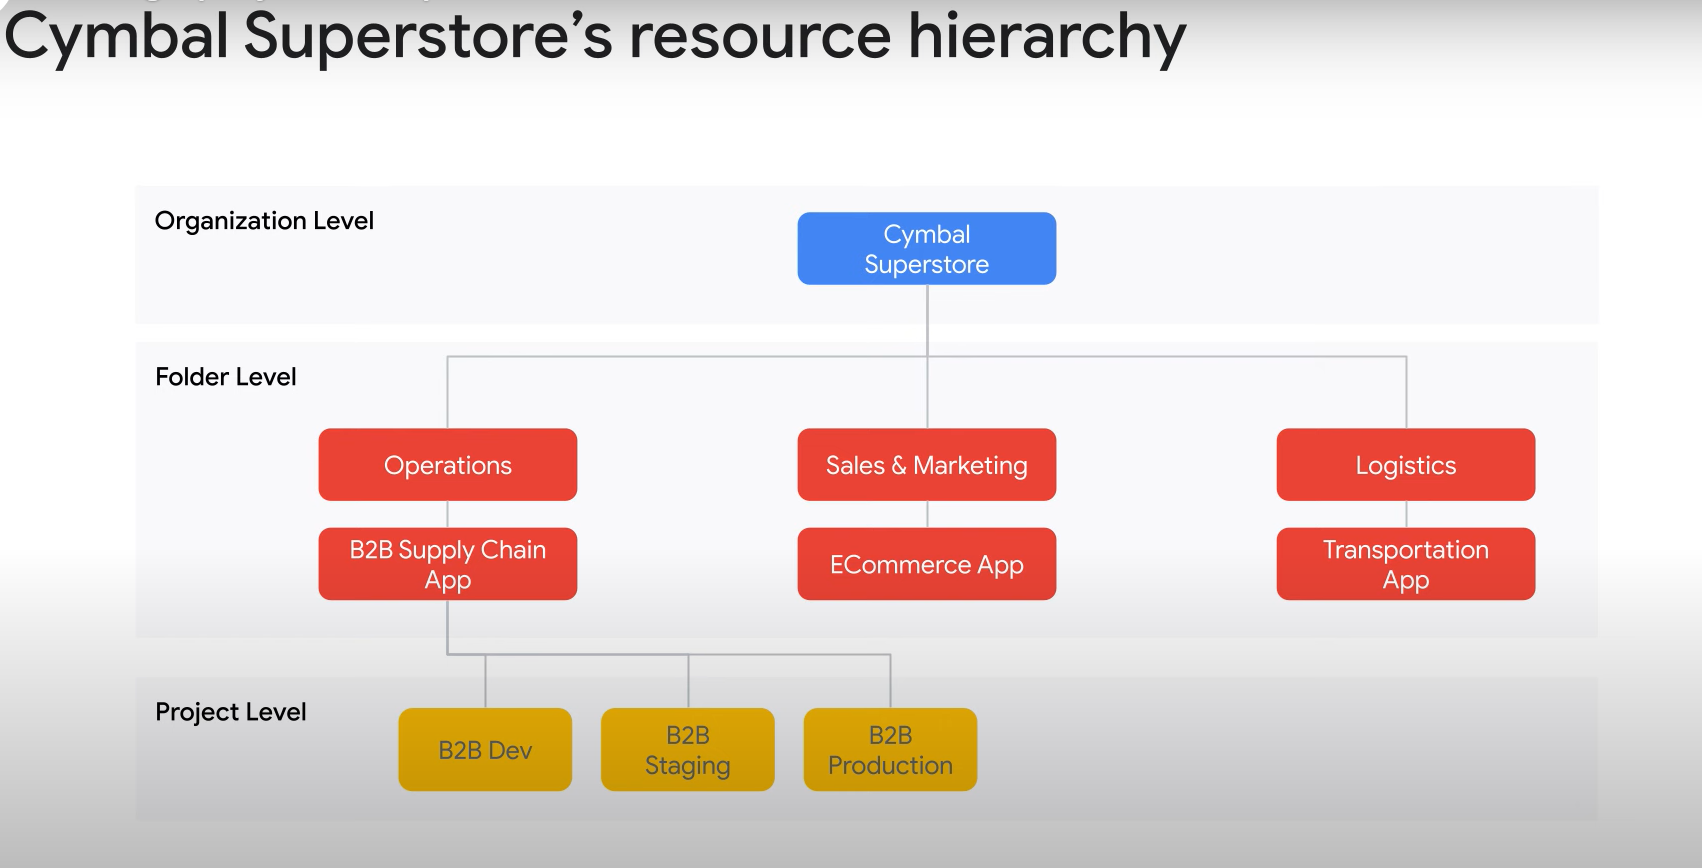 Cymbal Superstore’s resource hierarchy
Organization Level
Cymbal
Superstore
Folder Level
Operations
Sales & Marketing
Logistics
B2B Supply Chain
App
ECommerce App
Transportation
App
Project Level
B2B Dev
B2B
Staging
B2B
Production